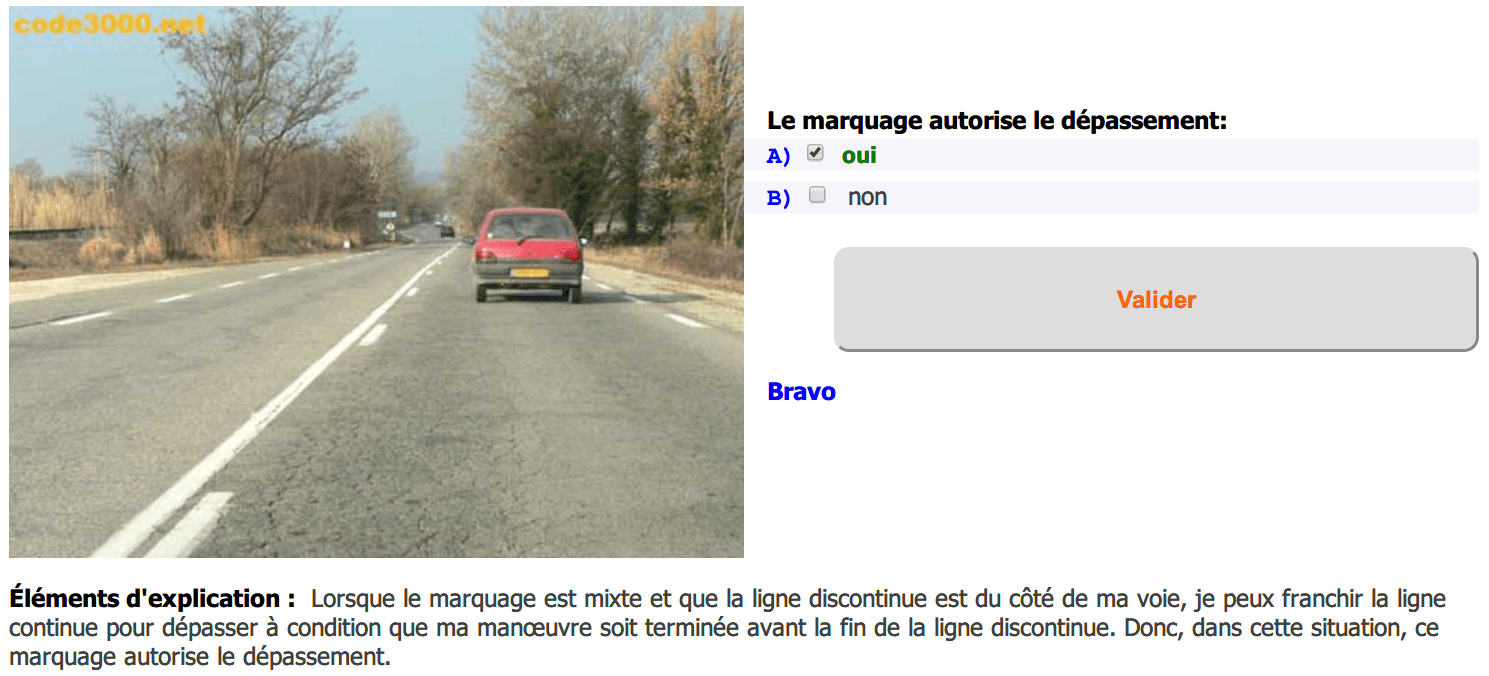 code3000.net
Le marquage autorise le dépassement:
A) oui
B) non
Valider
Bravo
Éléments d'explication : Lorsque le marquage est mixte et que la ligne discontinue est du côté de ma voie, je peux franchir la ligne
continue pour dépasser à condition que ma manœuvre soit terminée avant la fin de la ligne discontinue. Donc, dans cette situation, ce
marquage autorise le dépassement.